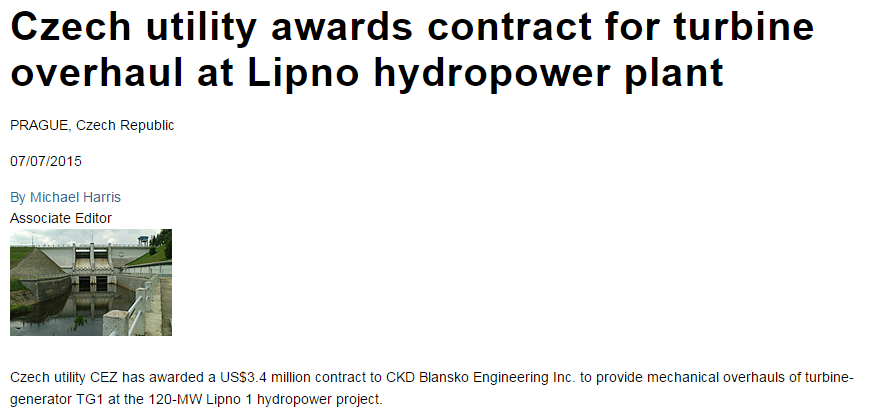 Czech utility awards contract for turbine
overhaul at Lipno hydropower plant
PRAGUE, Czech Republic
07/07/2015
By Michael Harris
Associate Editor
Czech utility CEZ has awarded a US$3.4 million contract to CKD Blansko Engineering Inc. to provide mechanical overhauls of turbine-
generator TG1 at the 120-MW Lipno 1 hydropower project.